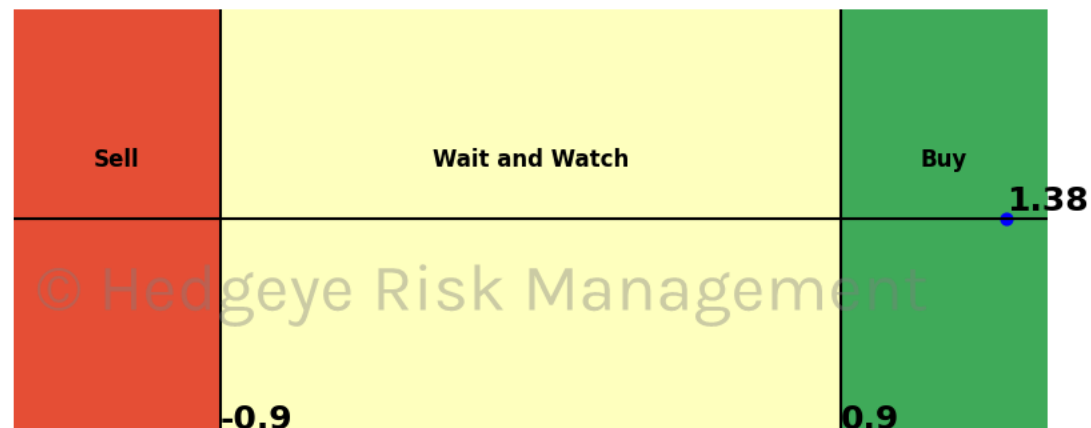 Sell
Wait and Watch
Buy
1.38
© Hedgeye Risk Management
-0.9
0.9